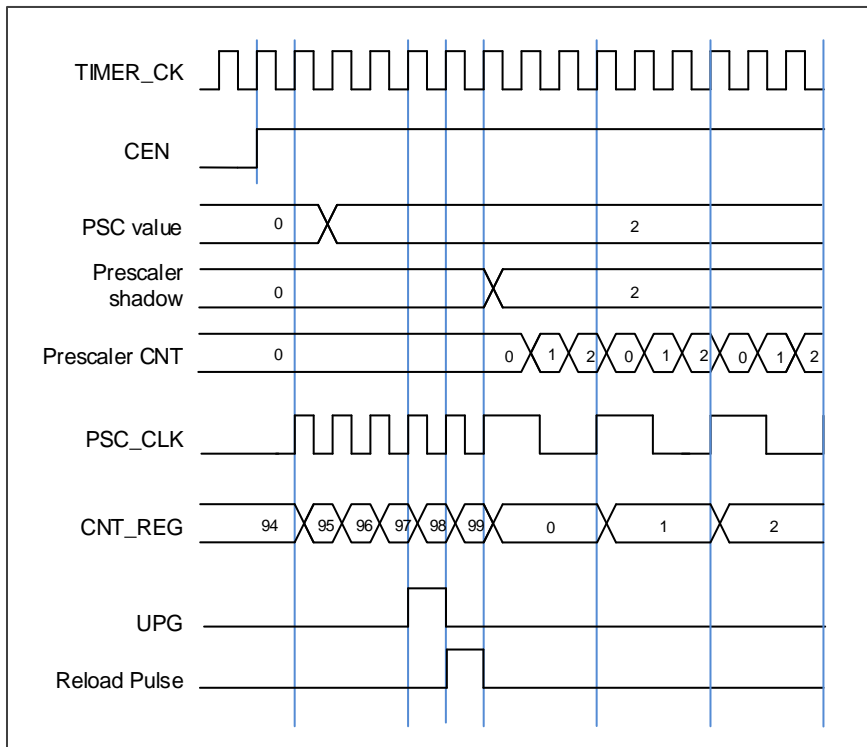 TIMER_CK
CEN
PSC value
0
2
Prescaler
shadow
0
2
Prescaler CNT
0
0
1
2
0
1
2
0
1
2
PSC_CLK
CNT_REG
94
95
96
97
98
99
0
1
2
UPG
Reload Pulse